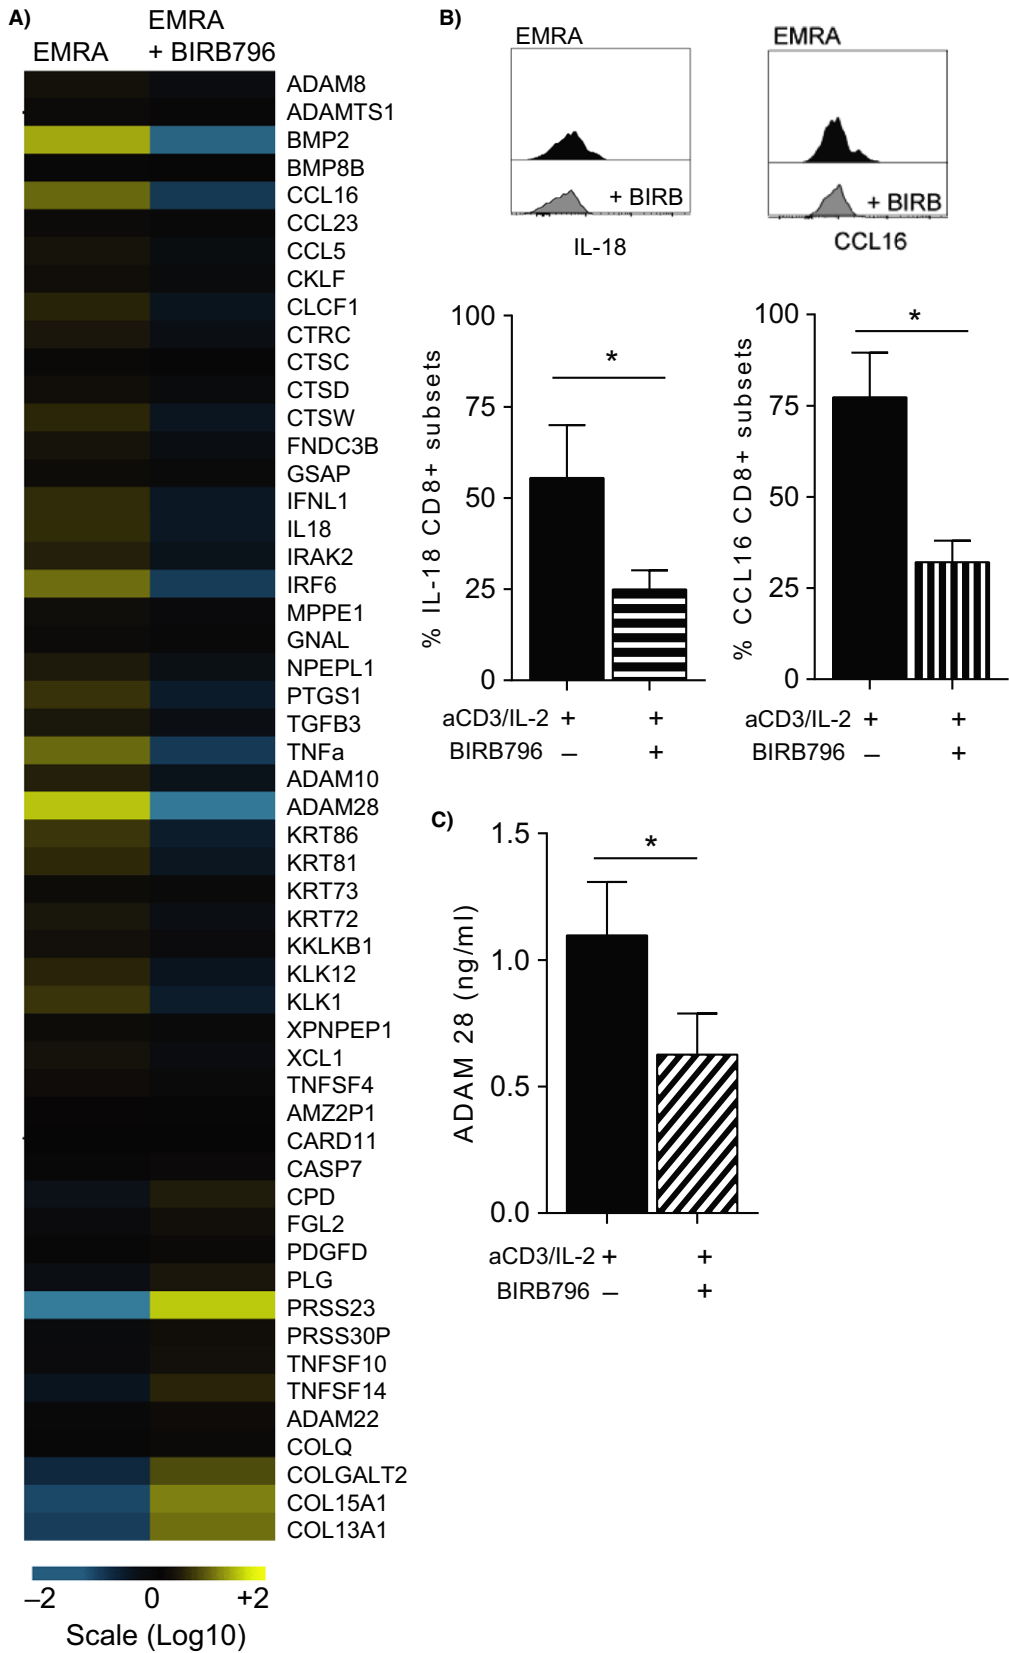 A)
EMRA
EMRA
+ BIRB796
ADAM8
ADAMTS1
BMP2
BMP8B
CCL16
CCL23
CCL5
CKLF
CLCF1
CTRC
CTSC
CTSD
CTSW
FNDC3B
GSAP
IFNL1
IL18
IRAK2
IRF6
MPPE1
GNAL
NPEPL1
PTGS1
TGFB3
TNFa
ADAM10
ADAM28
KRT86
KRT81
KRT73
KRT72
KKLKB1
KLK12
KLK1
XPNPEP1
XCL1
TNFSF4
AMZ2P1
CARD11
CASP7
CPD
FGL2
PDGFD
PLG
PRSS23
PRSS30P
TNFSF10
TNFSF14
ADAM22
COLQ
COLGALT2
COL15A1
COL13A1
–2 0 +2
Scale (Log10)
B)
EMRA
+ BIRB
IL-18
EMRA
+ BIRB
CCL16
% IL-18 CD8+ subsets
100
75
50
25
0
*
aCD3/IL-2 + +
BIRB796 – +
% CCL16 CD8+ subsets
100
75
50
25
0
*
aCD3/IL-2 + +
BIRB796 – +
C)
ADAM 28 (ng/ml)
1.5
1.0
0.5
0.0
*
aCD3/IL-2 + +
BIRB796 – +